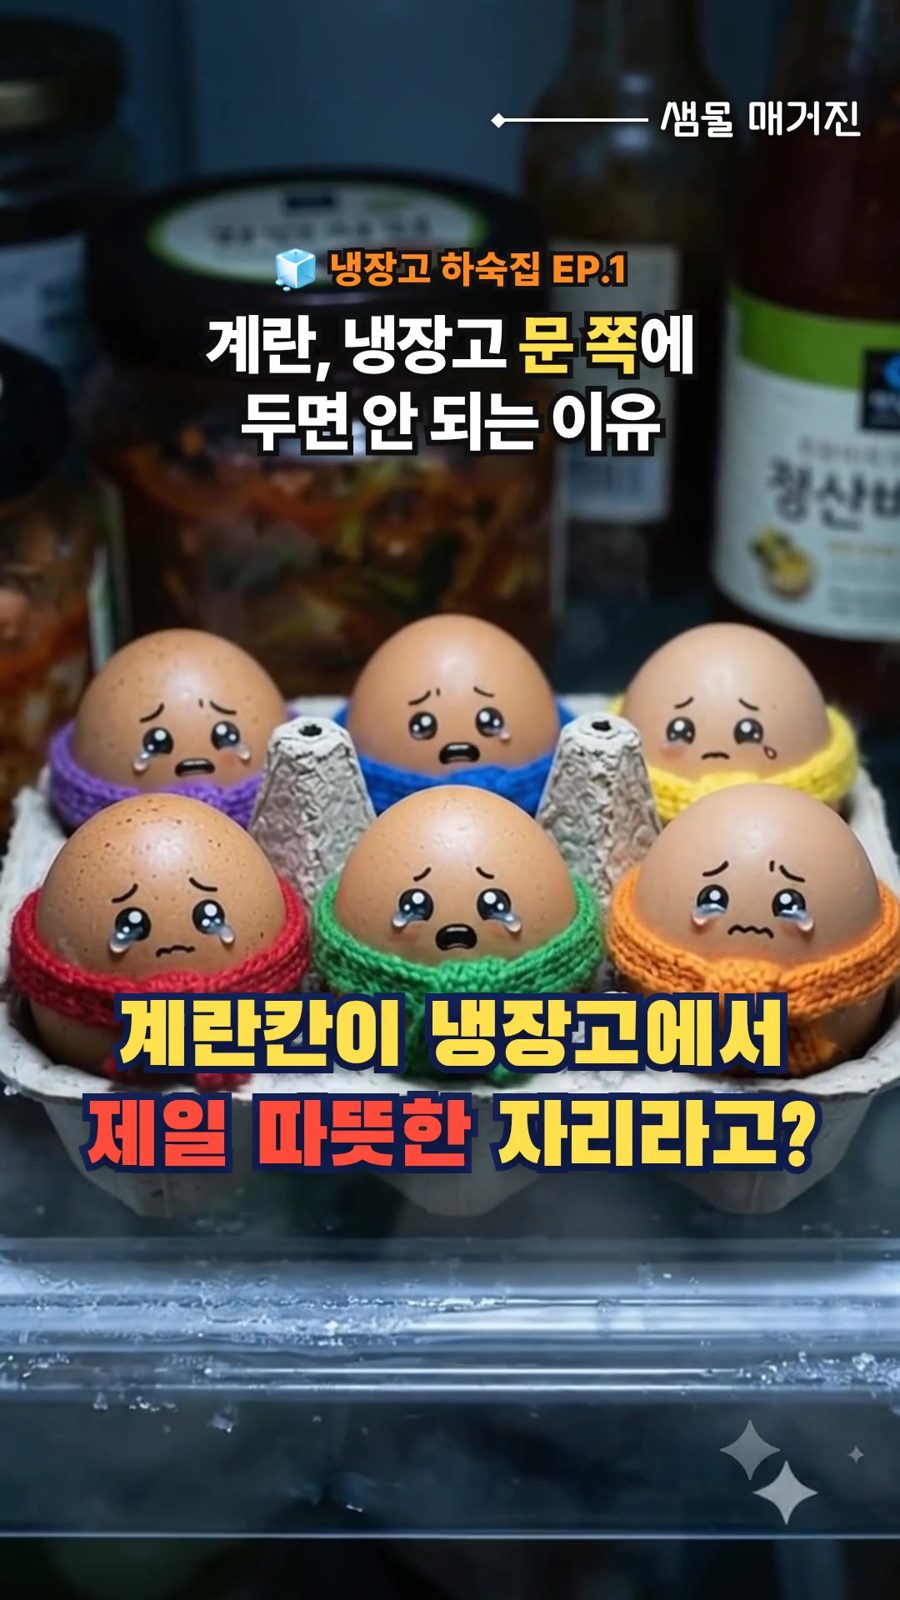 샘물 매거진
냉장고 하숙집 EP.1
계란, 냉장고 문 쪽에
두면 안 되는 이유
계란칸이 냉장고에서
제일 따뜻한 자리라고?